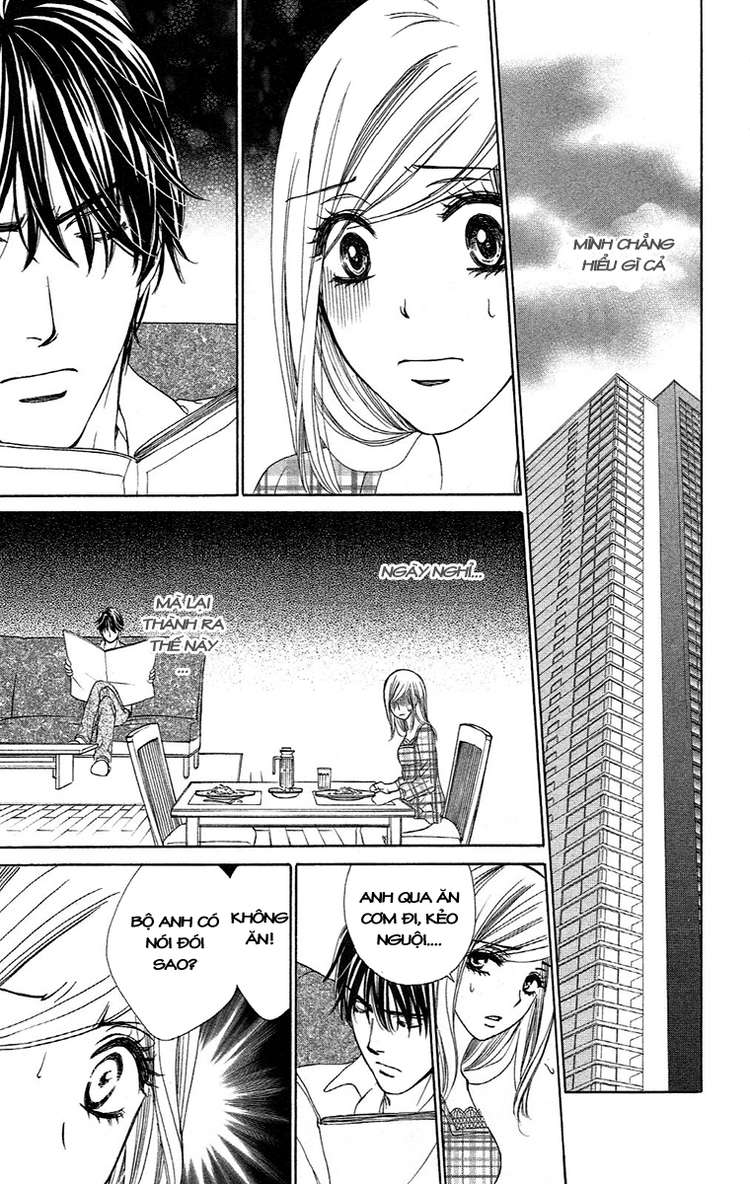 MÌNH CHẲNG
HIỂU GÌ CẢ
NGÀY NGHỈ...
MÀ LẠI
THÀNH RA
THẾ NÀY
...
ANH QUA ĂN
CƠM ĐI, KẺO
NGUỘI....
KHÔNG
ĂN!
BỘ ANH CÓ
NÓI ĐÓI
SAO?